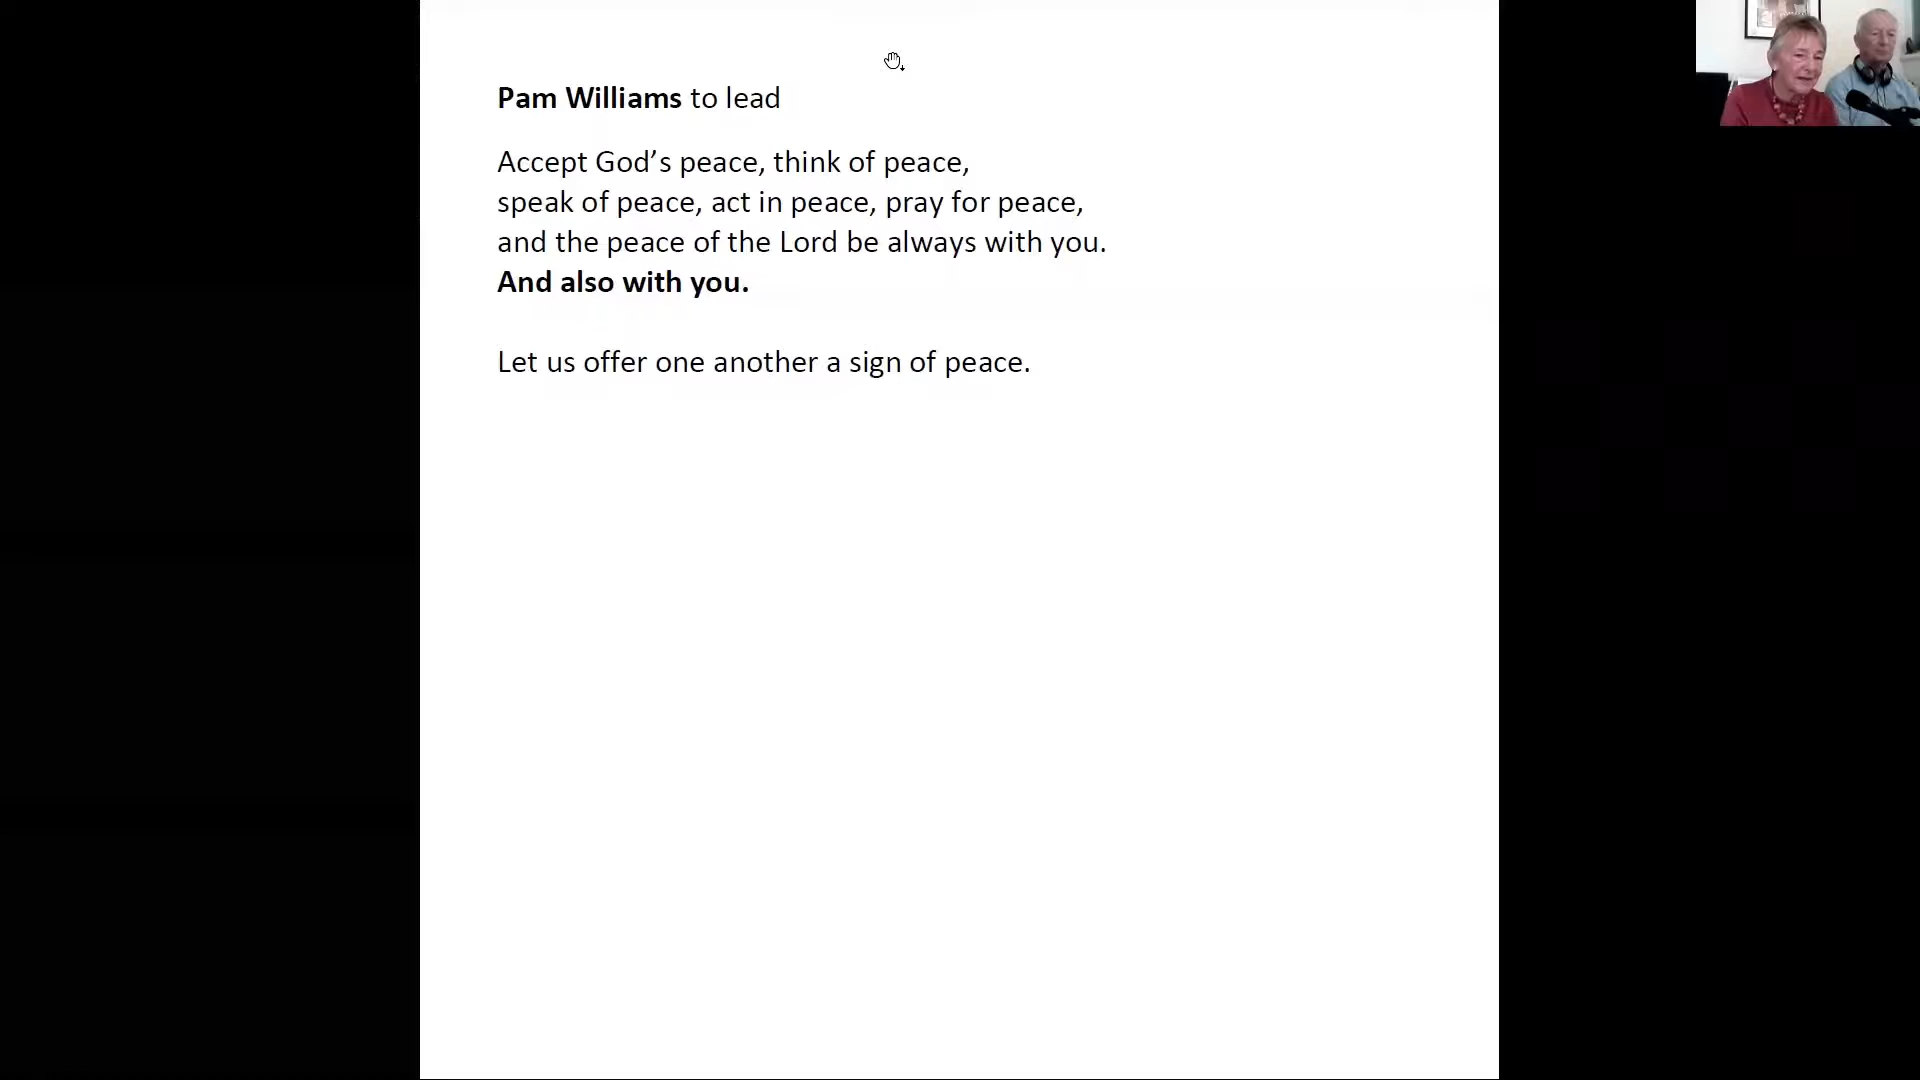 Pam Williams to lead
Accept God’s peace, think of peace,
speak of peace, act in peace, pray for peace,
and the peace of the Lord be always with you.
And also with you.
Let us offer one another a sign of peace.